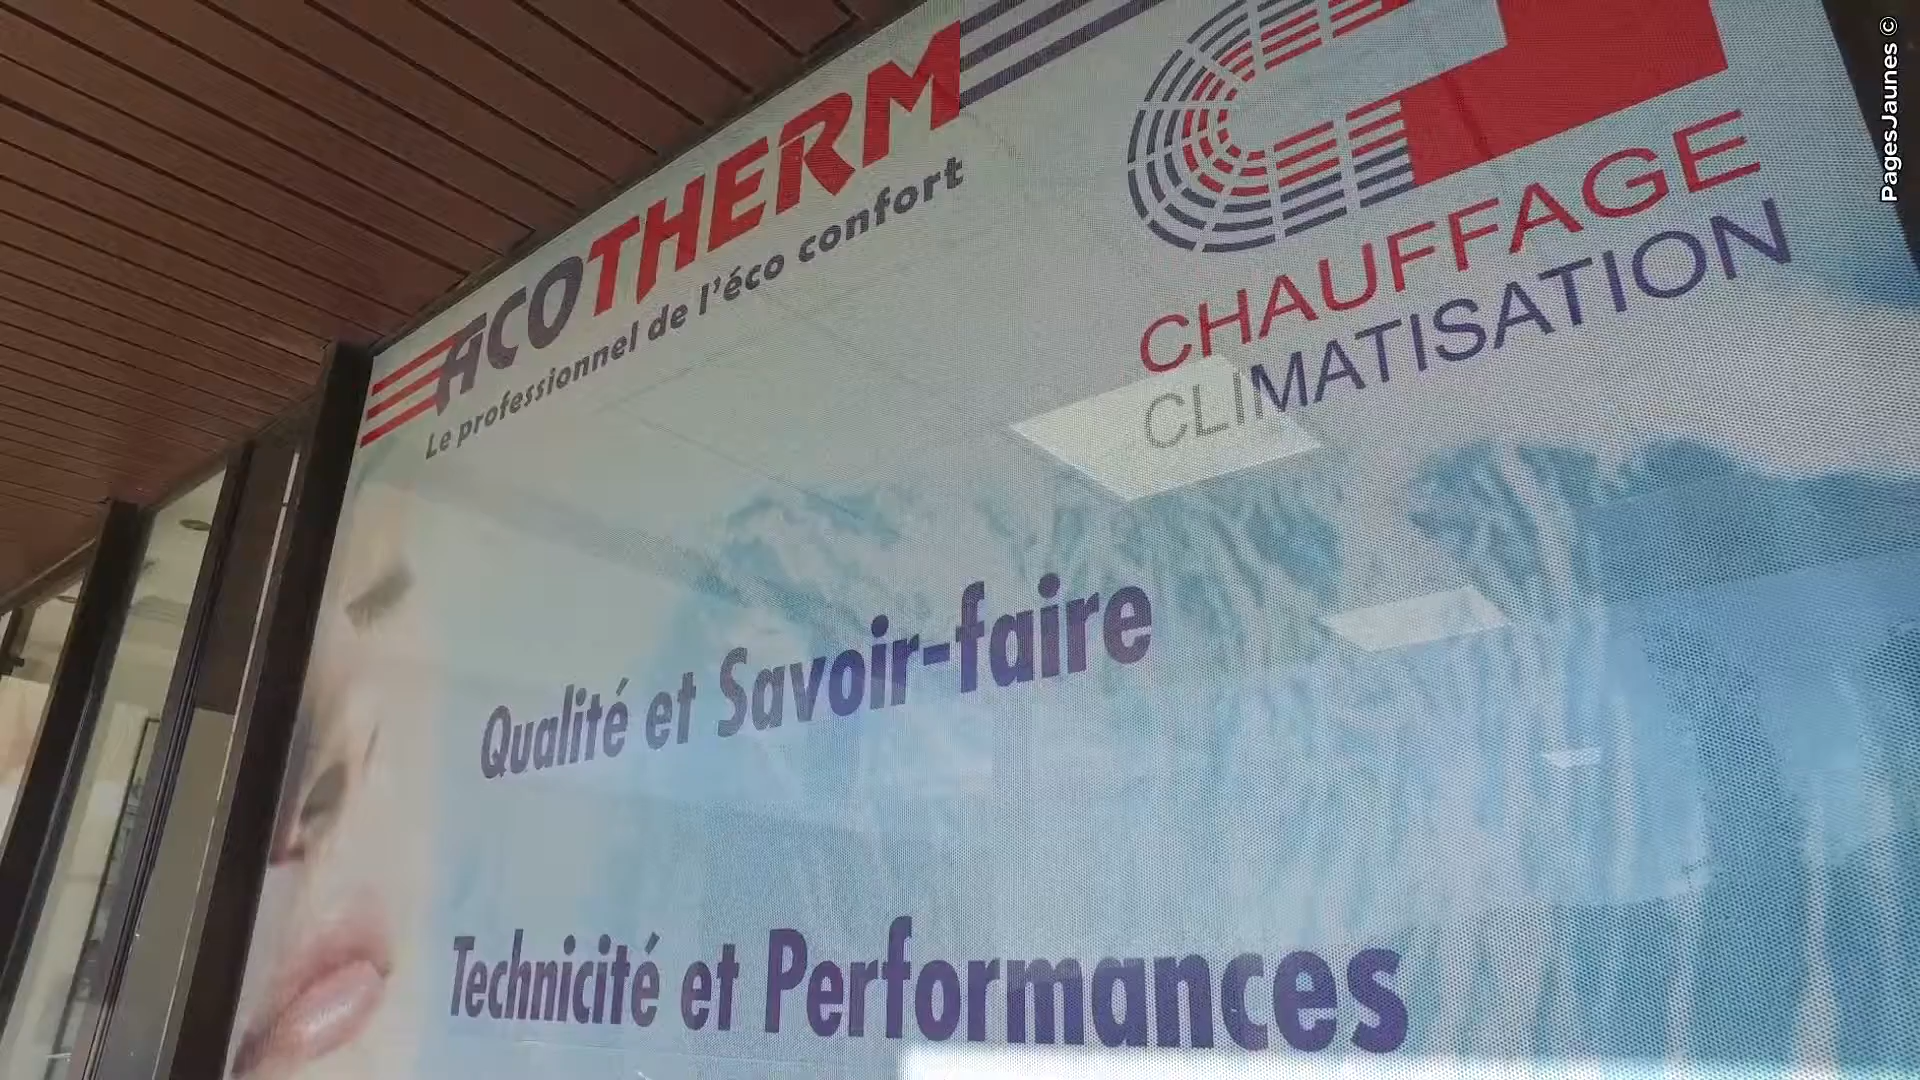 ACOTHERM
Le professionnel de l'éco confort
CHAUFFAGE
CLIMATISATION
Qualité et Savoir-faire
Technicité et Performances
PagesJaunes ©